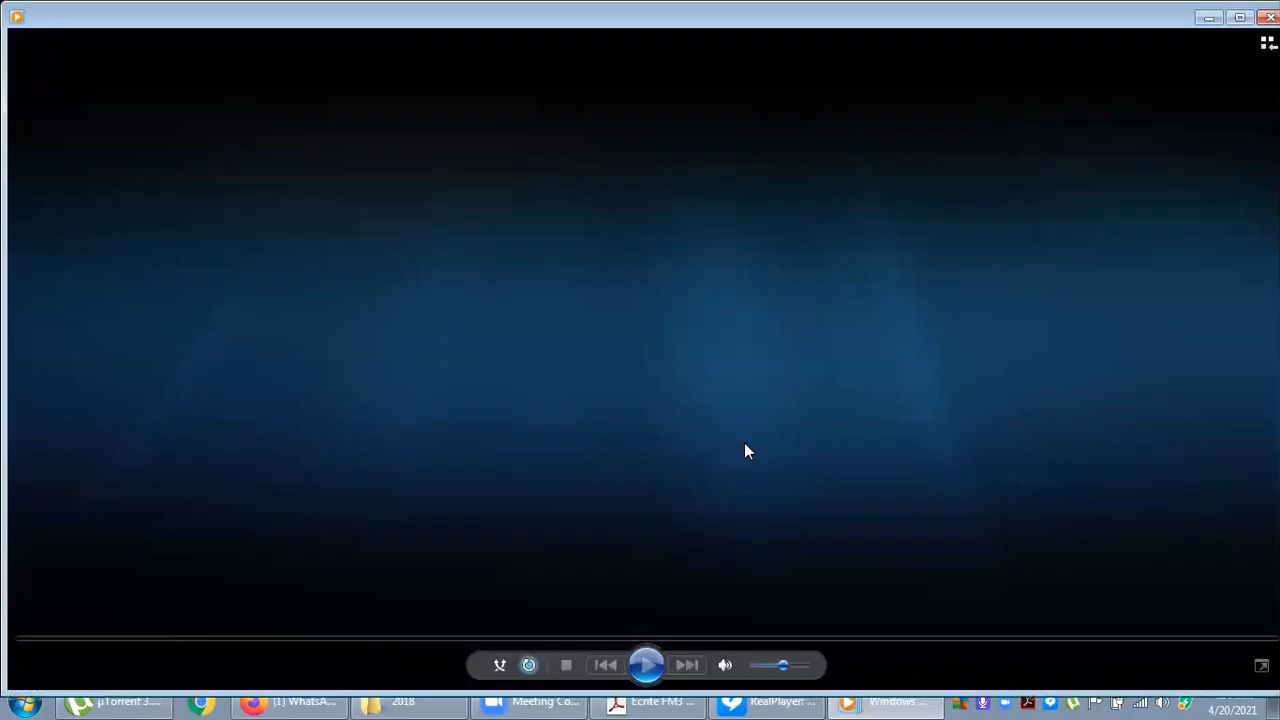 µTorrent 3....
(1) WhatsA...
2018
Meeting Co...
Ecrite FM3 ...
RealPlayer: ...
Windows ...
4/20/2021